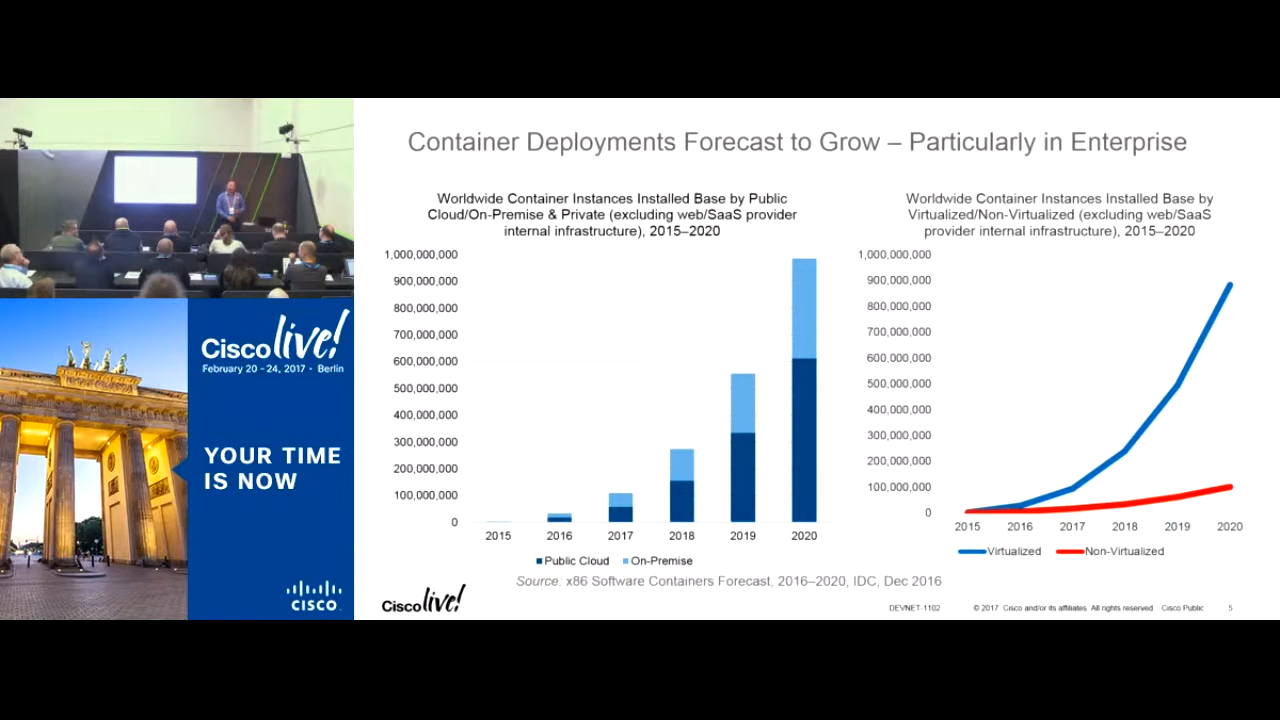 Container Deployments Forecast to Grow – Particularly in Enterprise
Worldwide Container Instances Installed Base by Public
Cloud/On-Premise & Private (excluding web/SaaS provider
internal infrastructure), 2015–2020
1,000,000,000
900,000,000
800,000,000
700,000,000
600,000,000
500,000,000
400,000,000
300,000,000
200,000,000
100,000,000
0
2015 2016 2017 2018 2019 2020
Public Cloud On-Premise
Worldwide Container Instances Installed Base by
Virtualized/Non-Virtualized (excluding web/SaaS
provider internal infrastructure), 2015–2020
1,000,000,000
900,000,000
800,000,000
700,000,000
600,000,000
500,000,000
400,000,000
300,000,000
200,000,000
100,000,000
0
2015 2016 2017 2018 2019 2020
Virtualized Non-Virtualized
Source: x86 Software Containers Forecast, 2016–2020, IDC, Dec 2016
Cisco live!
DEVNET-1102 © 2017 Cisco and/or its affiliates. All rights reserved. Cisco Public 5
Cisco live!
February 20 - 24, 2017 • Berlin
YOUR TIME
IS NOW
CISCO